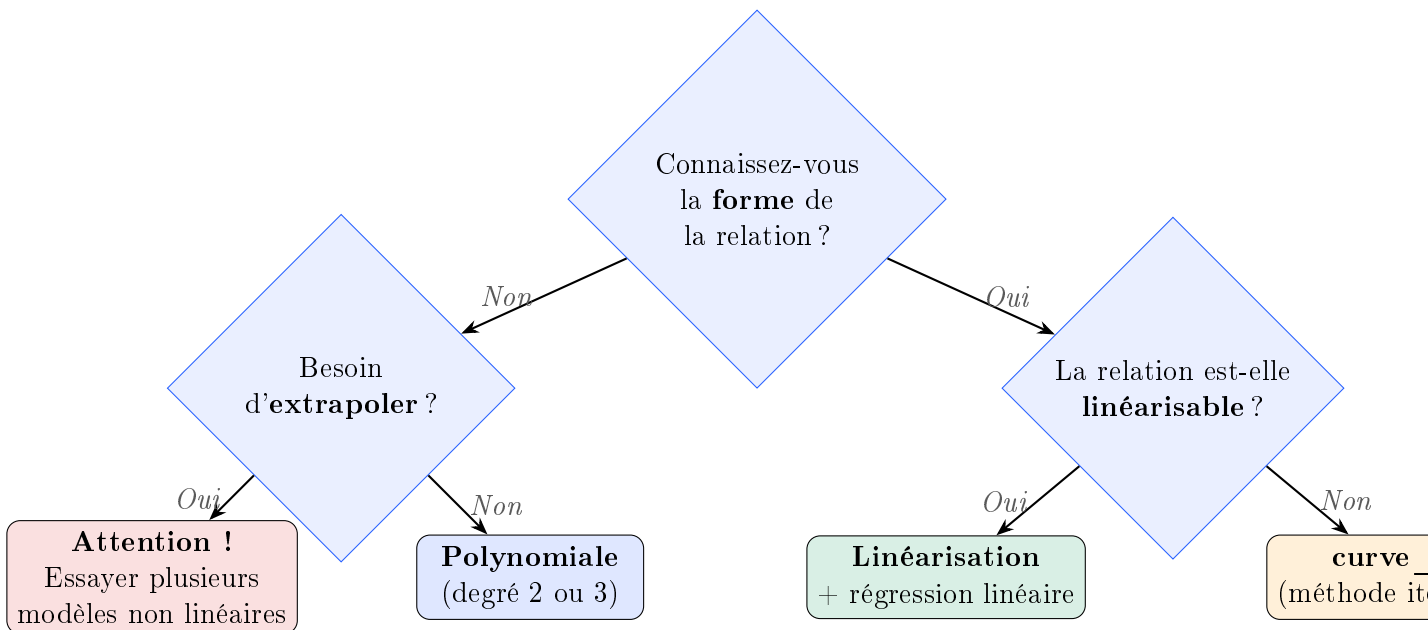 Connaissez-vous
la forme de
la relation ?
Non
Oui
Besoin
d'extrapoler ?
La relation est-elle
linéarisable ?
Oui
Non
Oui
Non
Attention !
Essayer plusieurs
modèles non linéaires
Polynomiale
(degré 2 ou 3)
Linéarisation
+ régression linéaire
curve_
(méthode